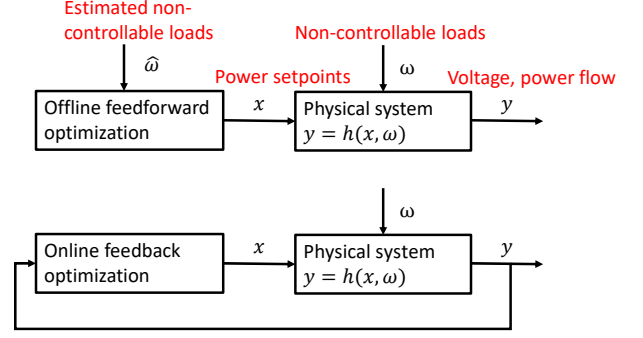 Estimated non-
controllable loads
Non-controllable loads
ω̂
ω
Power setpoints
Voltage, power flow
Offline feedforward
optimization
x
Physical system
y = h(x, ω)
y
ω
Online feedback
optimization
x
Physical system
y = h(x, ω)
y